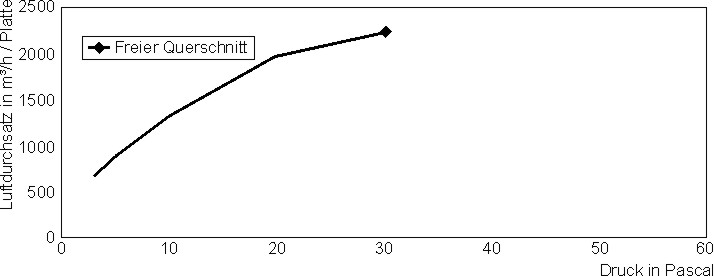 2500
2000
1500
1000
500
0
Luftdurchsatz in m³/h / Platte
Freier Querschnitt
0 10 20 30 40 50 60
Druck in Pascal